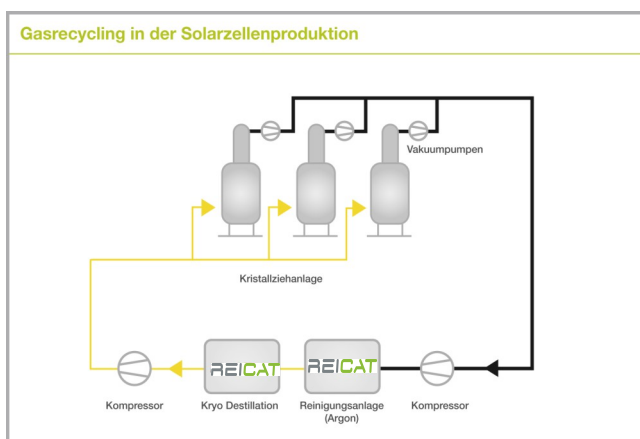 Gasrecycling in der Solarzellenproduktion
Vakuumpumpen
Kristallziehanlage
REICAT
REICAT
Kompressor
Kryo Destillation
Reinigungsanlage
(Argon)
Kompressor